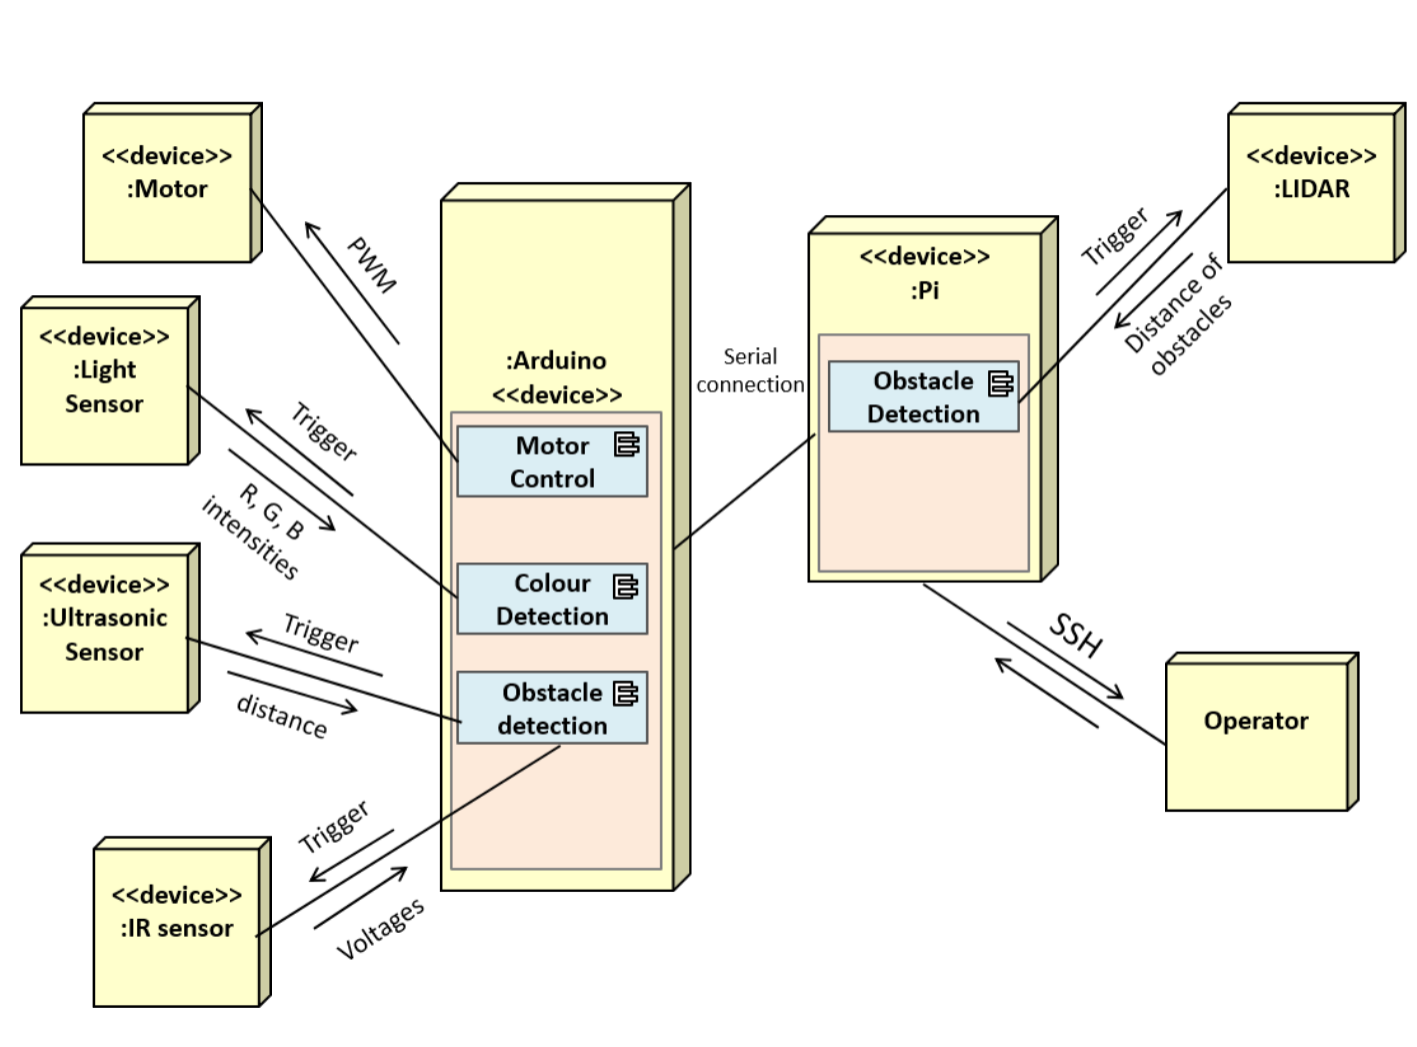 <<device>>
:Motor
PWM
<<device>>
:Light
Sensor
Trigger
R, G, B
intensities
<<device>>
:Ultrasonic
Sensor
Trigger
distance
<<device>>
:IR sensor
Trigger
Voltages
:Arduino
<<device>>
Motor
Control
Colour
Detection
Obstacle
detection
Serial
connection
<<device>>
:Pi
Obstacle
Detection
<<device>>
:LIDAR
Trigger
Distance of
obstacles
SSH
Operator